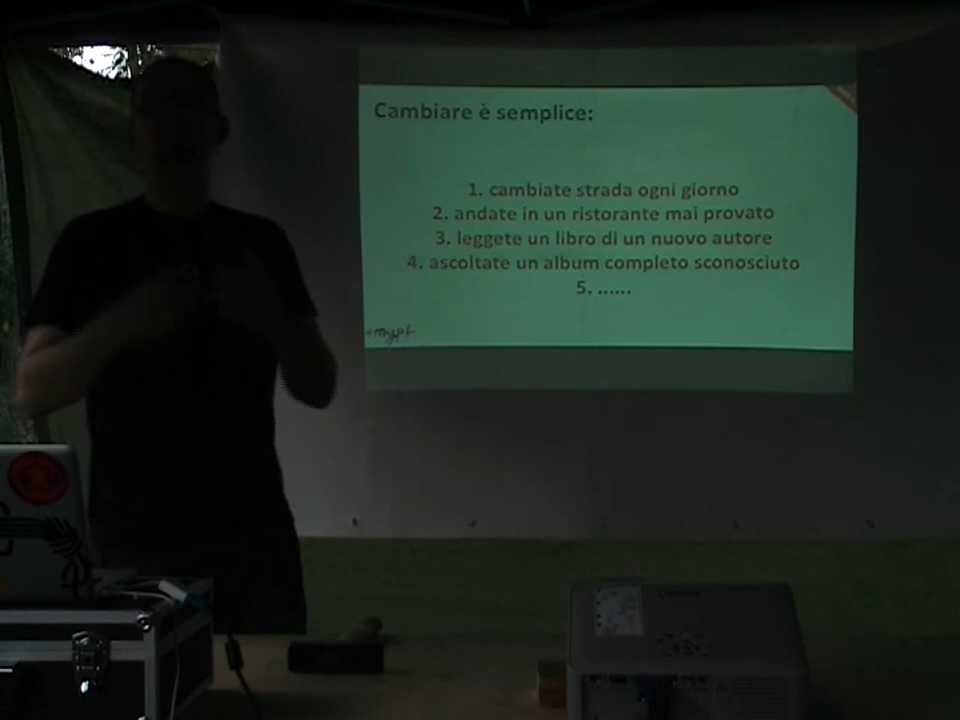 Cambiare è semplice:
1. cambiate strada ogni giorno
2. andate in un ristorante mai provato
3. leggete un libro di un nuovo autore
4. ascoltate un album completo sconosciuto
5. ......